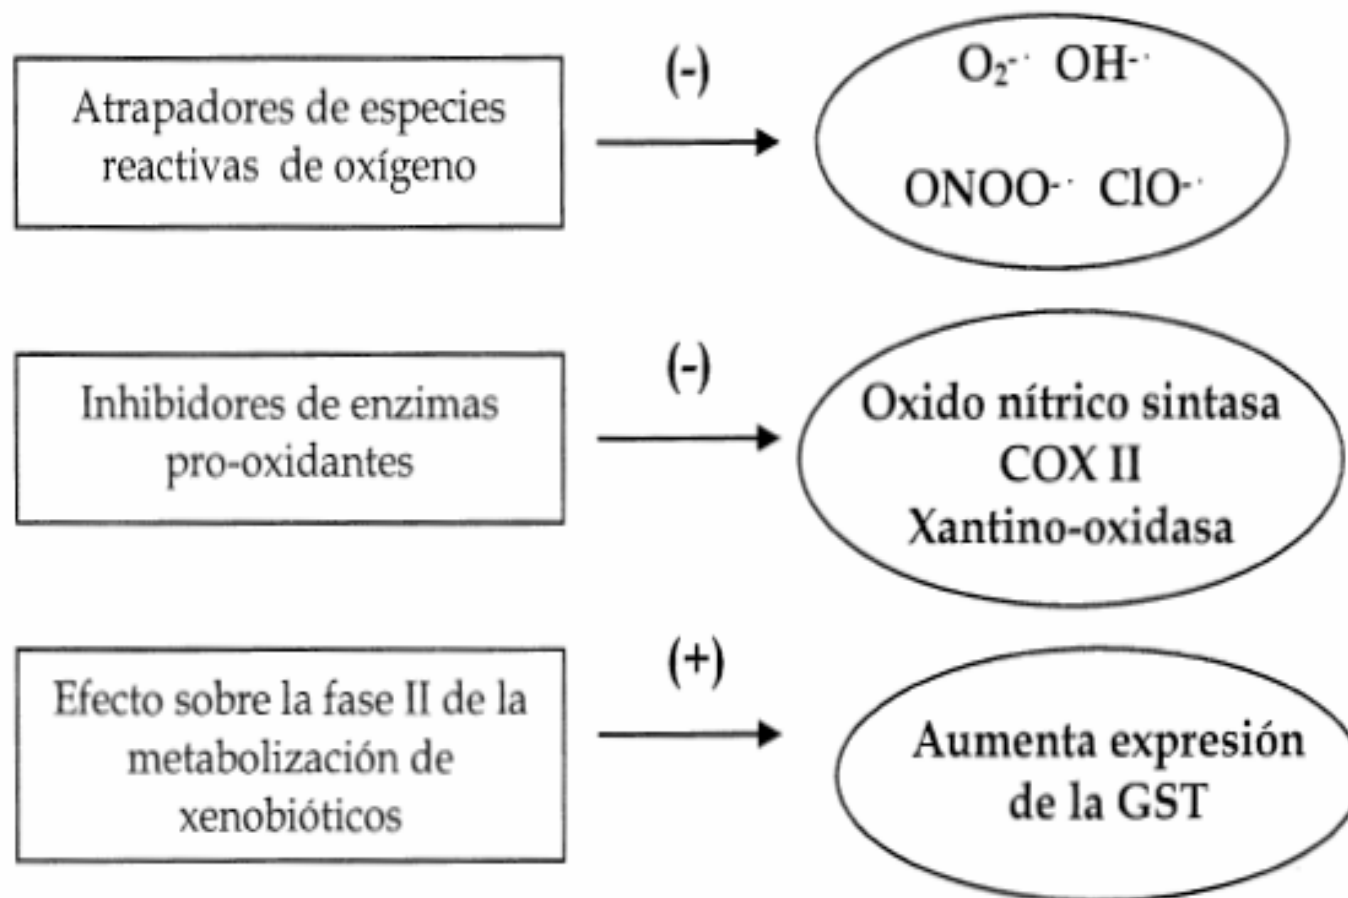 Atrapadores de especies
reactivas de oxígeno
(-)
O₂⁻˙ OH⁻˙
ONOO⁻˙ ClO⁻˙
Inhibidores de enzimas
pro-oxidantes
(-)
Oxido nítrico sintasa
COX II
Xantino-oxidasa
Efecto sobre la fase II de la
metabolización de
xenobióticos
(+)
Aumenta expresión
de la GST